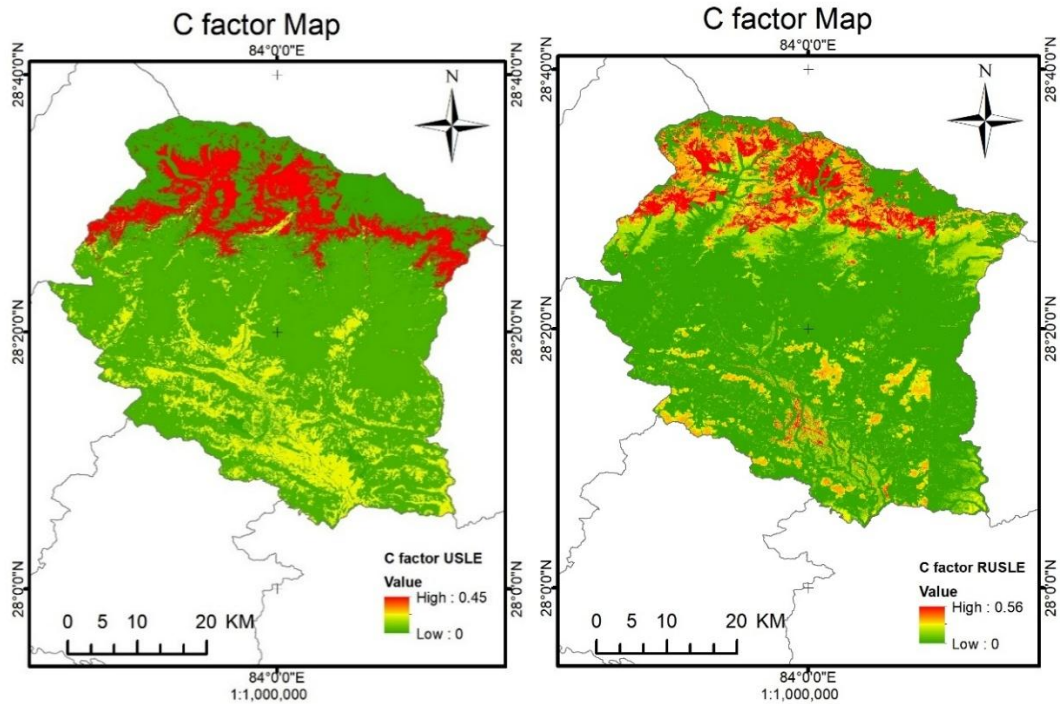 C factor Map
84°0'0"E
28°40'0"N
28°40'0"N
N
28°20'0"N
28°20'0"N
28°0'0"N
28°0'0"N
C factor USLE
Value
High : 0.45
Low : 0
0 5 10 20 KM
84°0'0"E
1:1,000,000
C factor Map
84°0'0"E
28°40'0"N
28°40'0"N
N
28°20'0"N
28°20'0"N
28°0'0"N
28°0'0"N
C factor RUSLE
Value
High : 0.56
Low : 0
0 5 10 20 KM
84°0'0"E
1:1,000,000